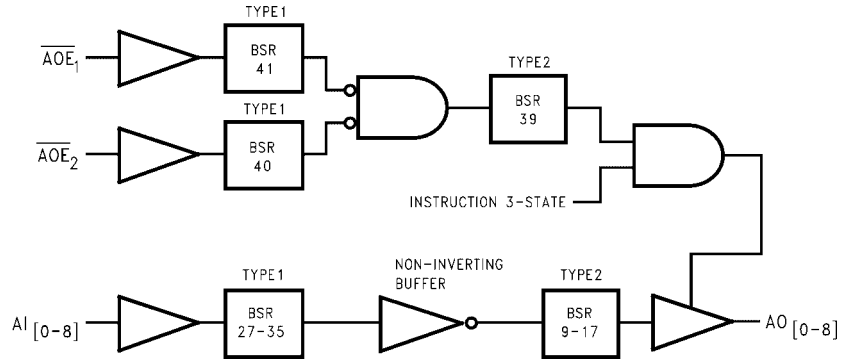 TYPE1
AOE1
BSR
41
TYPE2
BSR
39
TYPE1
AOE2
BSR
40
INSTRUCTION 3-STATE
TYPE1
NON-INVERTING
BUFFER
TYPE2
AI[0-8]
BSR
27-35
BSR
9-17
AO[0-8]